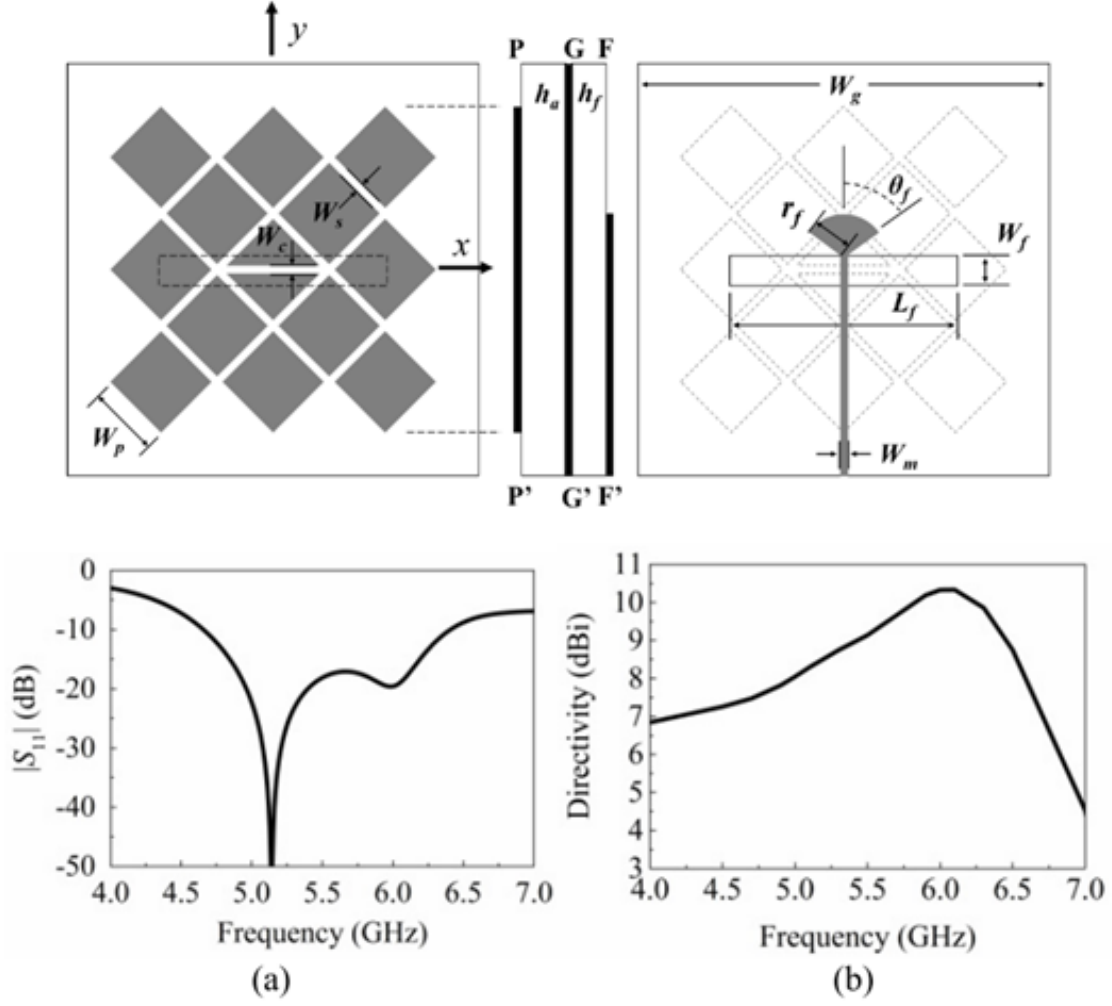 y
P G F
h_a h_f
W_g
θ_f
r_f
W_s
W_c
W_f
x
L_f
W_p
W_m
P' G' F'
|S_11| (dB)
0
-10
-20
-30
-40
-50
4.0 4.5 5.0 5.5 6.0 6.5 7.0
Frequency (GHz)
(a)
Directivity (dBi)
11
10
9
8
7
6
5
4
3
4.0 4.5 5.0 5.5 6.0 6.5 7.0
Frequency (GHz)
(b)